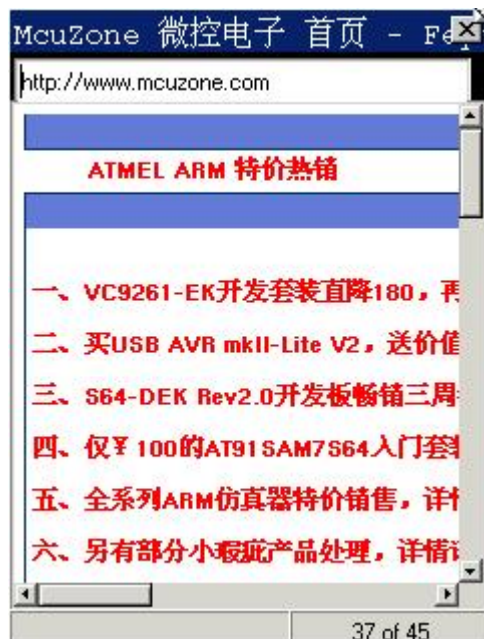 McuZone 微控电子 首页 - Fe
http://www.mcuzone.com
ATMEL ARM 特价热销
一、VC9261-EK开发套装直降180，再
二、买USB AVR mkII-Lite V2，送价值
三、S64-DEK Rev2.0开发板畅销三周
四、仅￥100的AT91SAM7S64入门套装
五、全系列ARM仿真器特价销售，详情
六、另有部分小瑕疵产品处理，详情
37 of 45